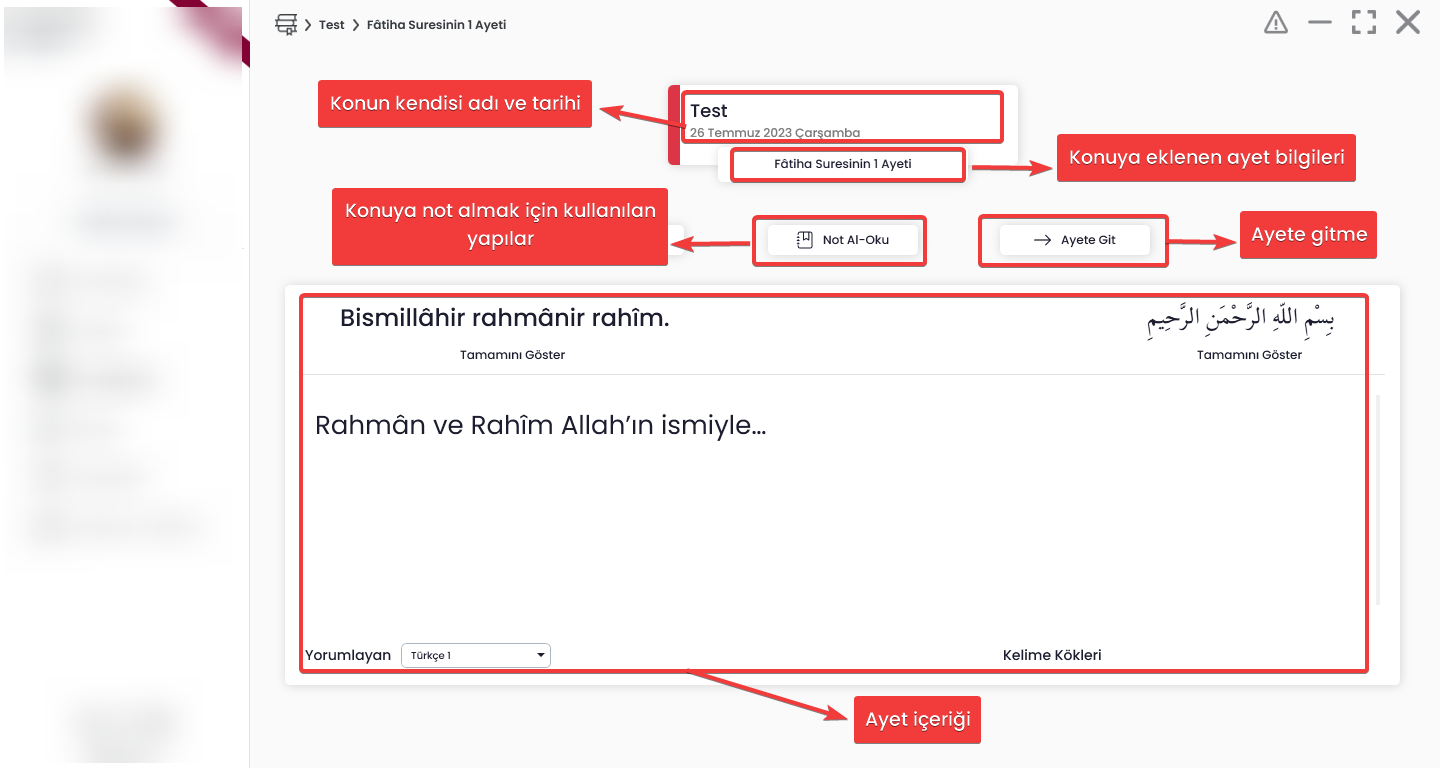 Test
Fâtiha Suresinin 1 Ayeti
Konun kendisi adı ve tarihi
Test
26 Temmuz 2023 Çarşamba
Fâtiha Suresinin 1 Ayeti
Konuya eklenen ayet bilgileri
Konuya not almak için kullanılan
yapılar
Not Al-Oku
Ayete Git
Ayete gitme
Bismillâhir rahmânir rahîm.
بِسْمِ اللّٰهِ الرَّحْمٰنِ الرَّح۪يمِ
Tamamını Göster
Tamamını Göster
Rahmân ve Rahîm Allah’ın ismiyle...
Yorumlayan
Türkçe 1
Kelime Kökleri
Ayet içeriği